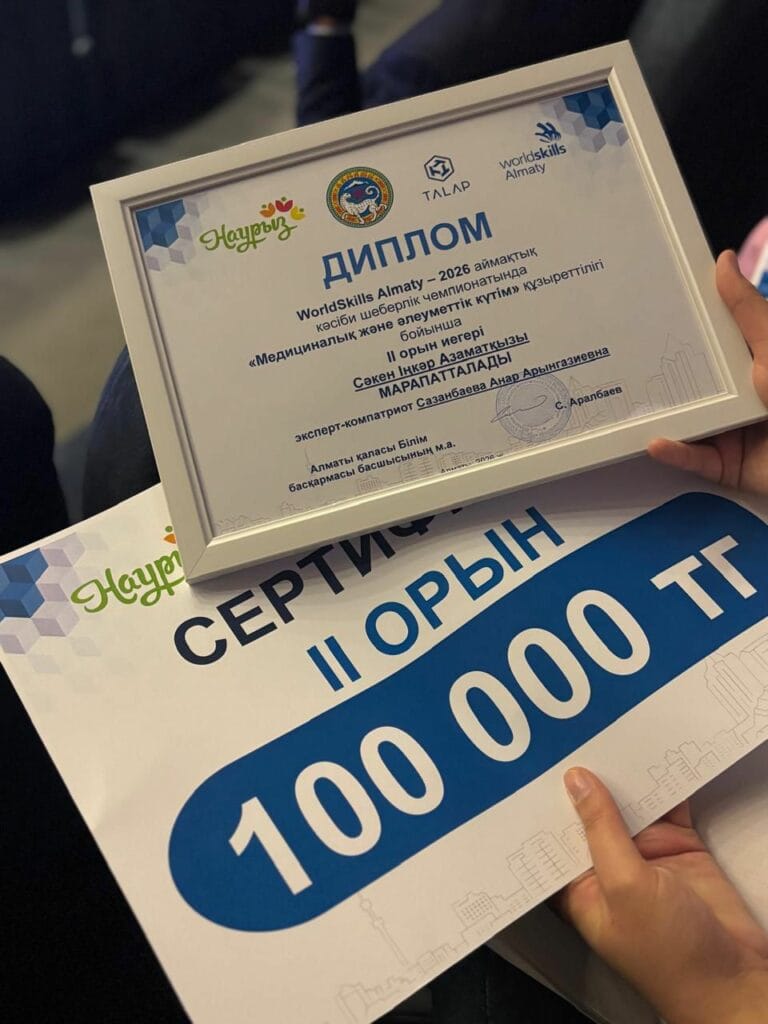 Наурыз
TALAP
worldskills
Almaty
ДИПЛОМ
WorldSkills Almaty – 2026 аймақтық
кәсіби шеберлік чемпионатында
«Медициналық және әлеуметтік күтім» құзыреттілігі
бойынша
II орын иегері
Сәкен Іңкәр Азаматқызы
МАРАПАТТАЛАДЫ
эксперт-компатриот Сазанбаева Анар Арынгазиевна
Алматы қаласы Білім
басқармасы басшысының м.а.
С. Аралбаев
Алматы, 2026
Наурыз
II ОРЫН
100 000 ТГ